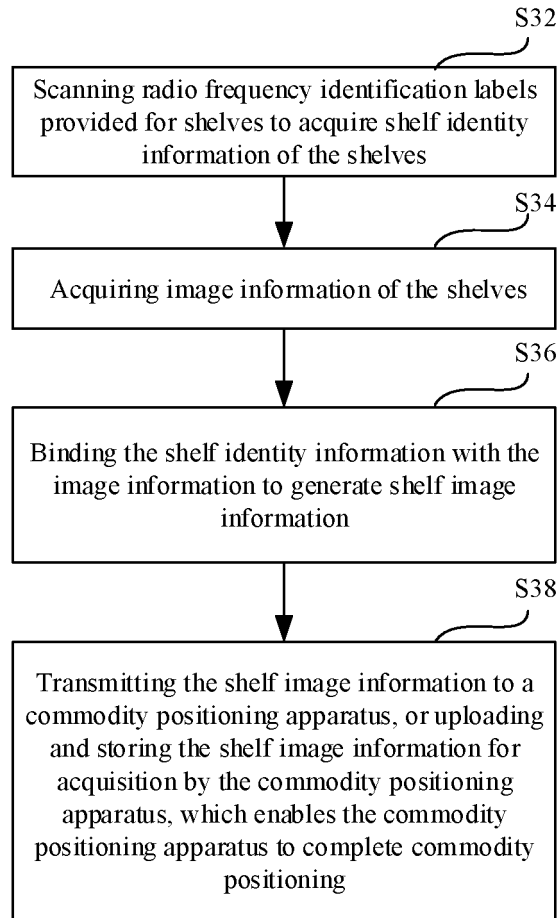 S32
Scanning radio frequency identification labels
provided for shelves to acquire shelf identity
information of the shelves
S34
Acquiring image information of the shelves
S36
Binding the shelf identity information with the
image information to generate shelf image
information
S38
Transmitting the shelf image information to a
commodity positioning apparatus, or uploading
and storing the shelf image information for
acquisition by the commodity positioning
apparatus, which enables the commodity
positioning apparatus to complete commodity
positioning